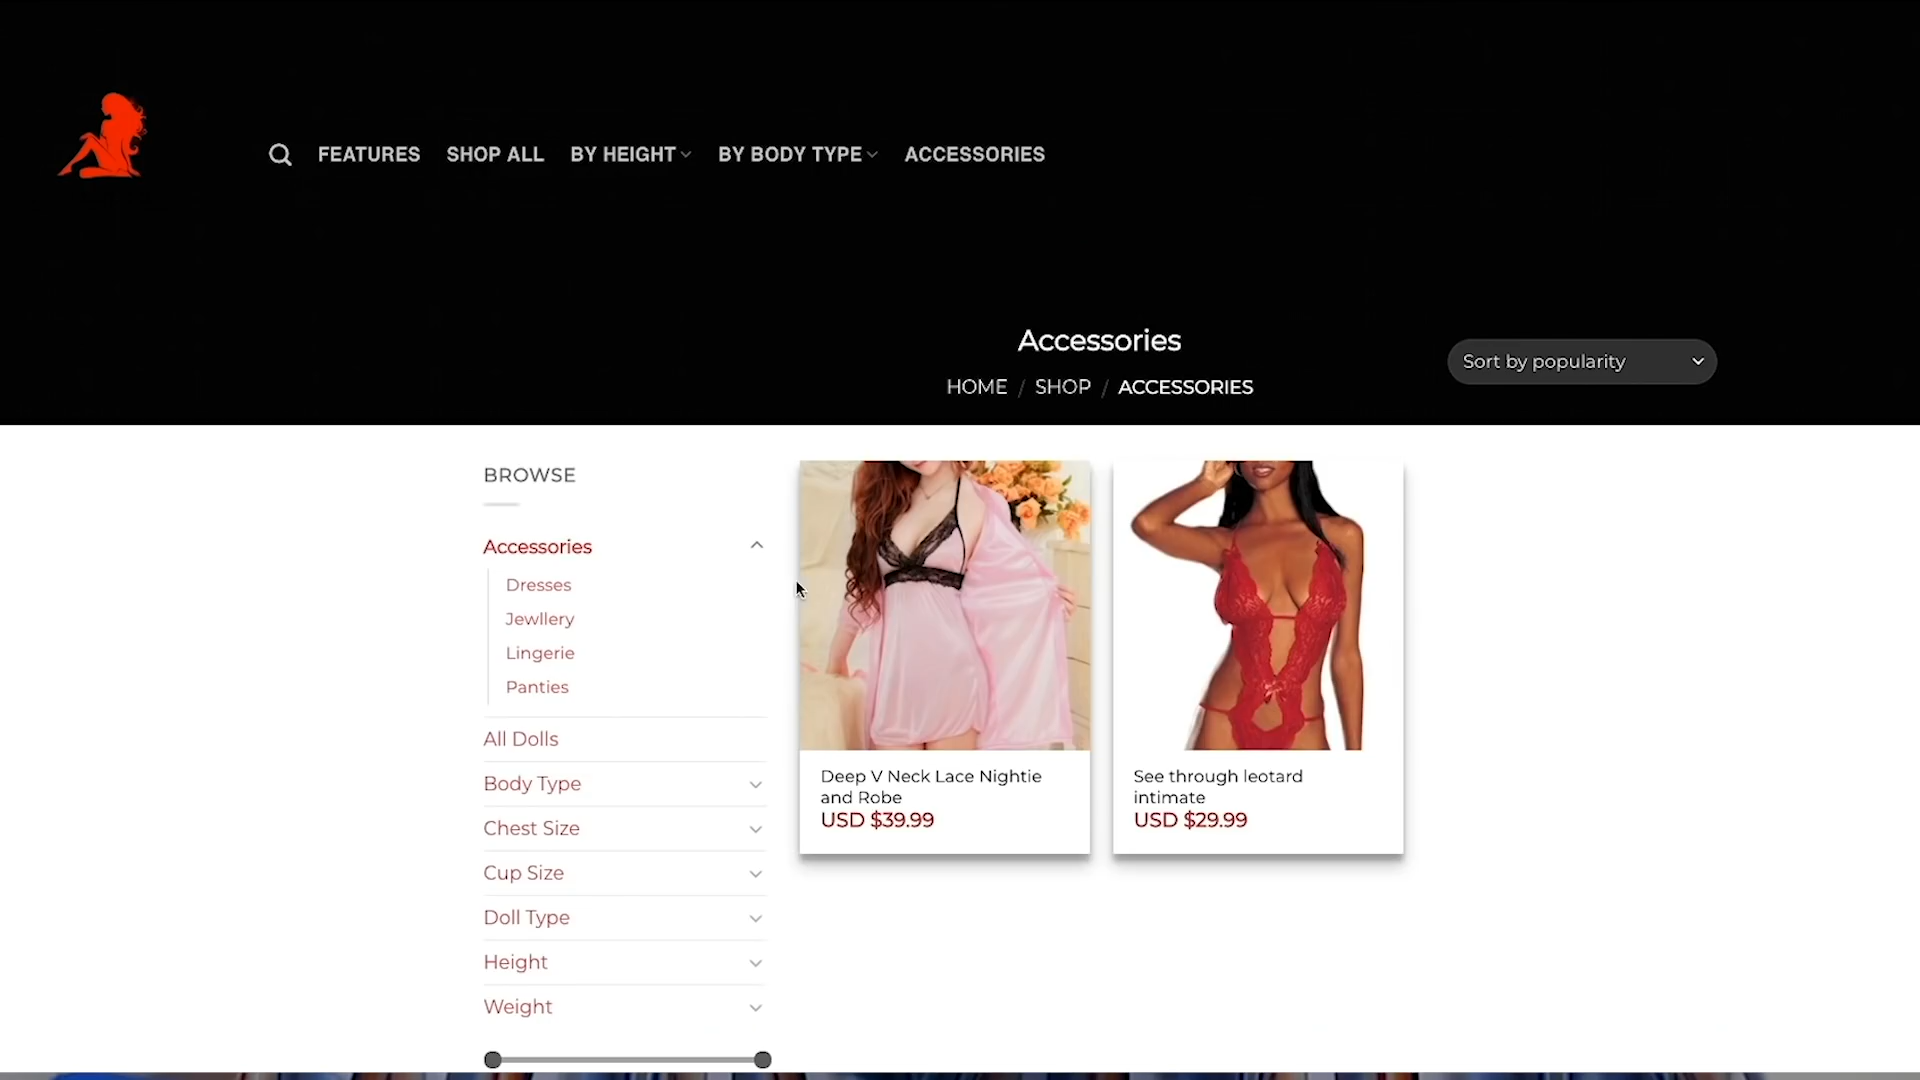 FEATURES SHOP ALL BY HEIGHT BY BODY TYPE ACCESSORIES
Accessories
HOME / SHOP / ACCESSORIES
Sort by popularity
BROWSE
Accessories
Dresses
Jewllery
Lingerie
Panties
All Dolls
Body Type
Chest Size
Cup Size
Doll Type
Height
Weight
Deep V Neck Lace Nightie
and Robe
USD $39.99
See through leotard
intimate
USD $29.99